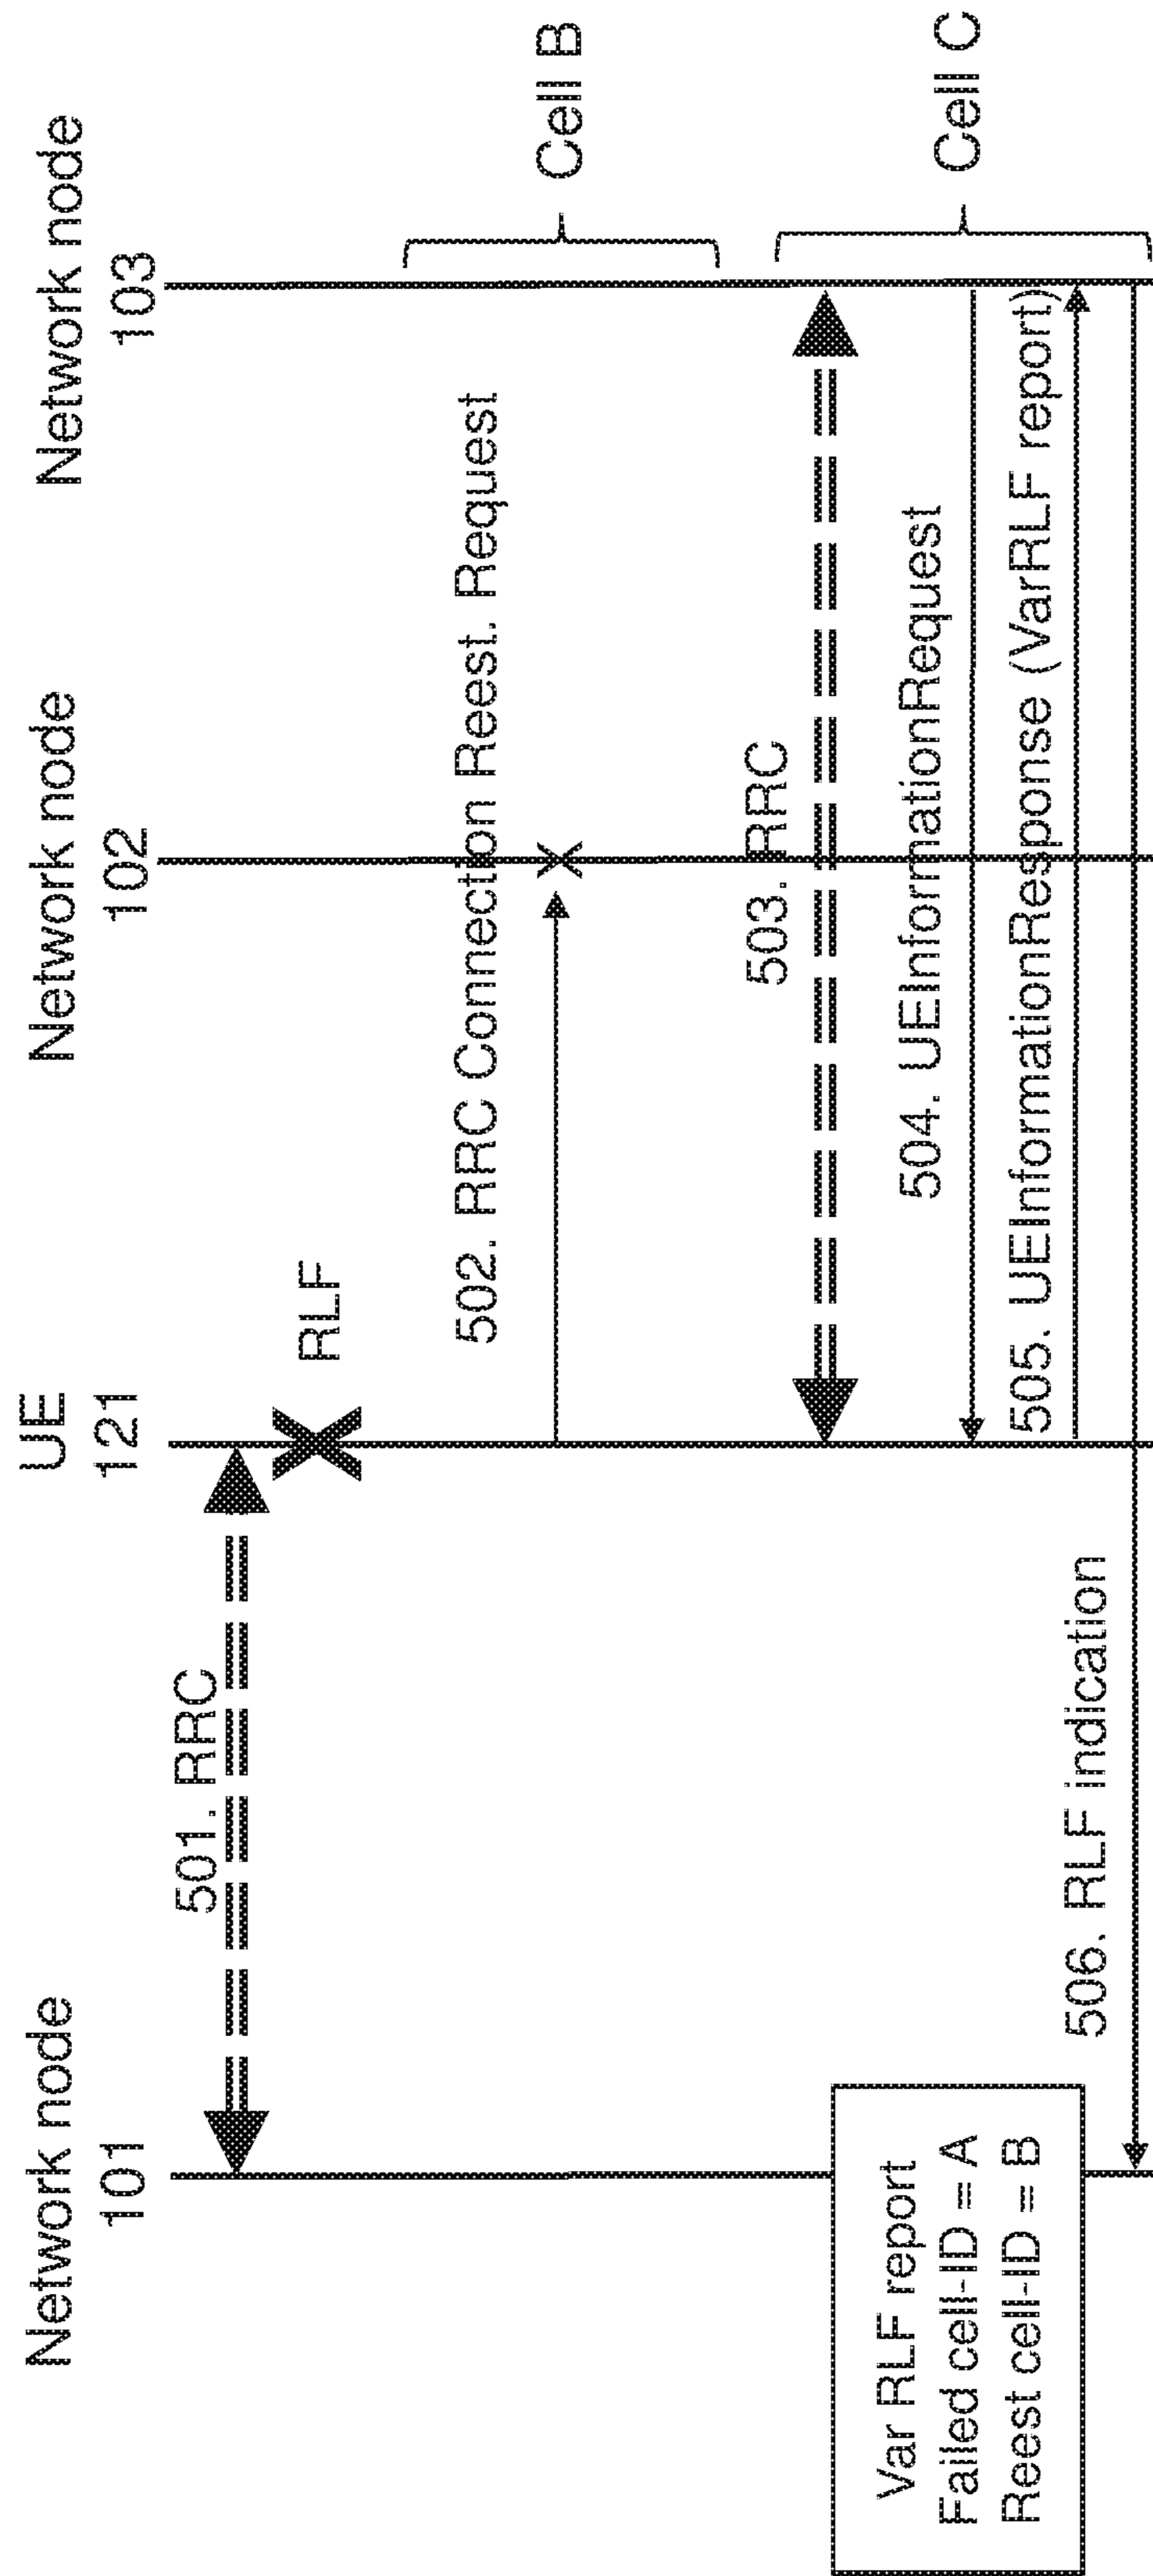 Network node
101
UE
121
Network node
102
Network node
103
501. RRC
RLF
502. RRC Connection Reest. Request
Cell B
503. RRC
Cell C
504. UEInformationRequest
505. UEInformationResponse (VarRLF report)
Var RLF report
Failed cell-ID = A
Reest cell-ID = B
506. RLF indication